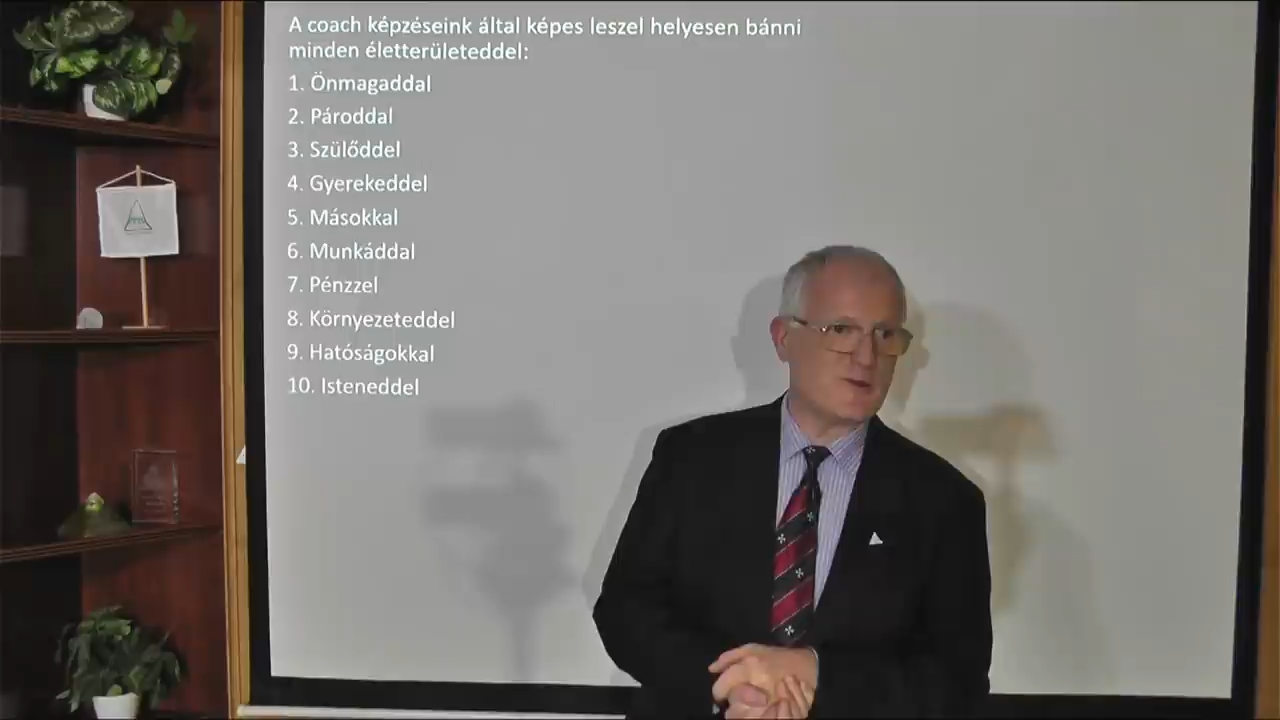 A coach képzéseink által képes leszel helyesen bánni
minden életterületeddel:
1. Önmagaddal
2. Pároddal
3. Szülőddel
4. Gyerekeddel
5. Másokkal
6. Munkáddal
7. Pénzzel
8. Környezeteddel
9. Hatóságokkal
10. Isteneddel